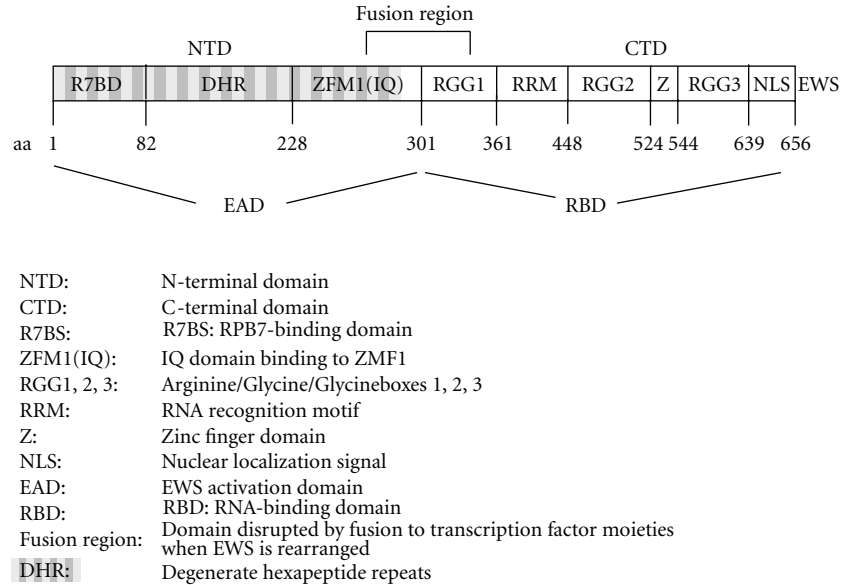 Fusion region
NTD CTD
R7BD DHR ZFM1(IQ) RGG1 RRM RGG2 Z RGG3 NLS EWS
aa 1 82 228 301 361 448 524 544 639 656
EAD RBD
NTD: N-terminal domain
CTD: C-terminal domain
R7BS: R7BS: RPB7-binding domain
ZFM1(IQ): IQ domain binding to ZMF1
RGG1, 2, 3: Arginine/Glycine/Glycineboxes 1, 2, 3
RRM: RNA recognition motif
Z: Zinc finger domain
NLS: Nuclear localization signal
EAD: EWS activation domain
RBD: RBD: RNA-binding domain
Fusion region: Domain disrupted by fusion to transcription factor moieties
when EWS is rearranged
DHR: Degenerate hexapeptide repeats